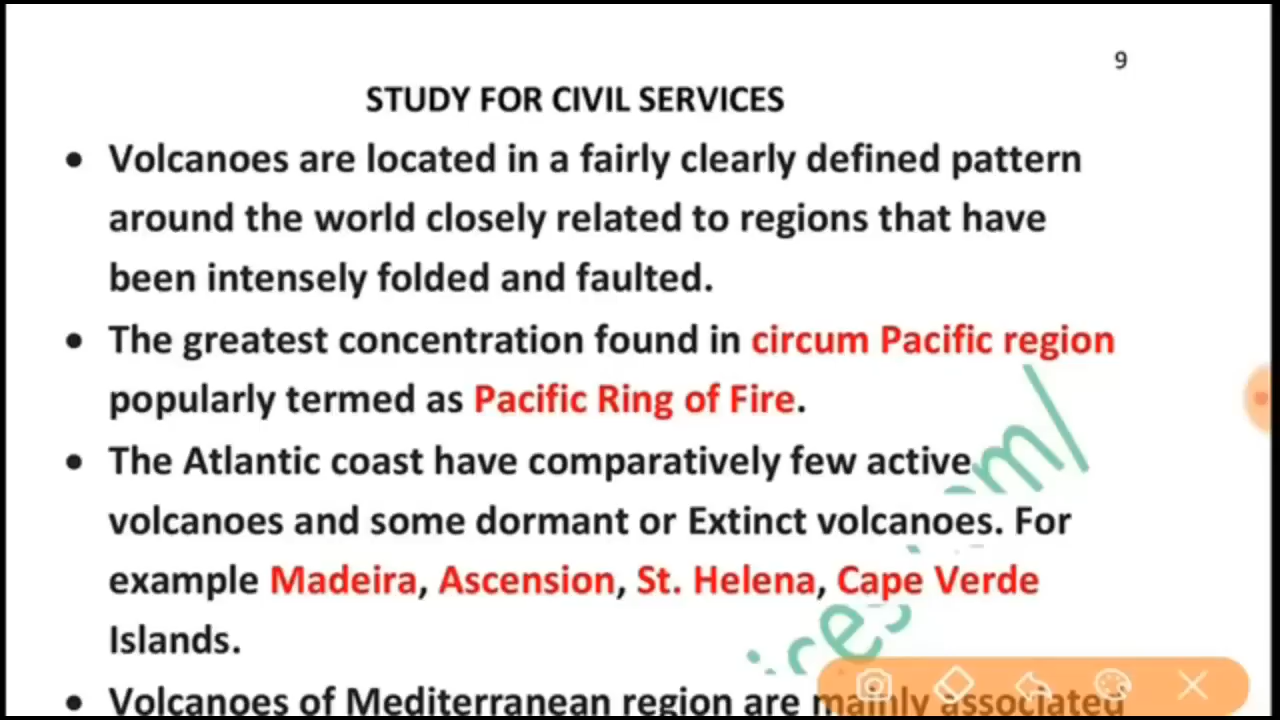 9
STUDY FOR CIVIL SERVICES
• Volcanoes are located in a fairly clearly defined pattern
around the world closely related to regions that have
been intensely folded and faulted.
• The greatest concentration found in circum Pacific region
popularly termed as Pacific Ring of Fire.
• The Atlantic coast have comparatively few active
volcanoes and some dormant or Extinct volcanoes. For
example Madeira, Ascension, St. Helena, Cape Verde
Islands.
• Volcanoes of Mediterranean region are mainly associated